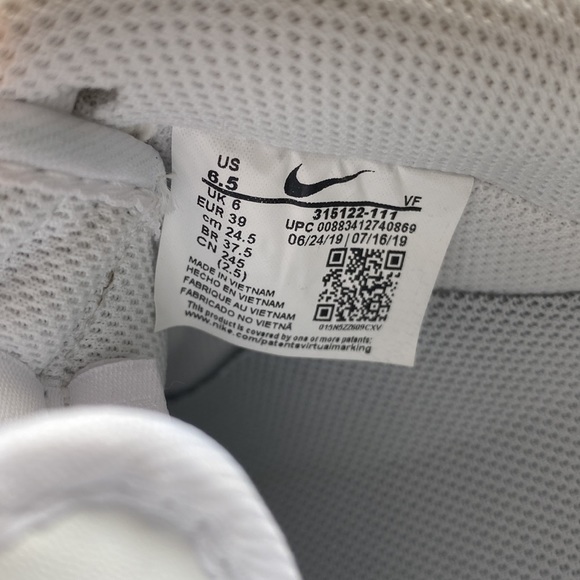 US
6.5
UK 6
EUR 39
cm 24.5
BR 37.5
CN 245
(2.5)
VF
315122-111
UPC 00883412740869
06/24/19 | 07/16/19
MADE IN VIETNAM
HECHO EN VIETNAM
FABRIQUE AU VIETNAM
FABRICADO NO VIETNÃ
This product is covered by one or more patents:
www.nike.com/patentsvirtualmarking